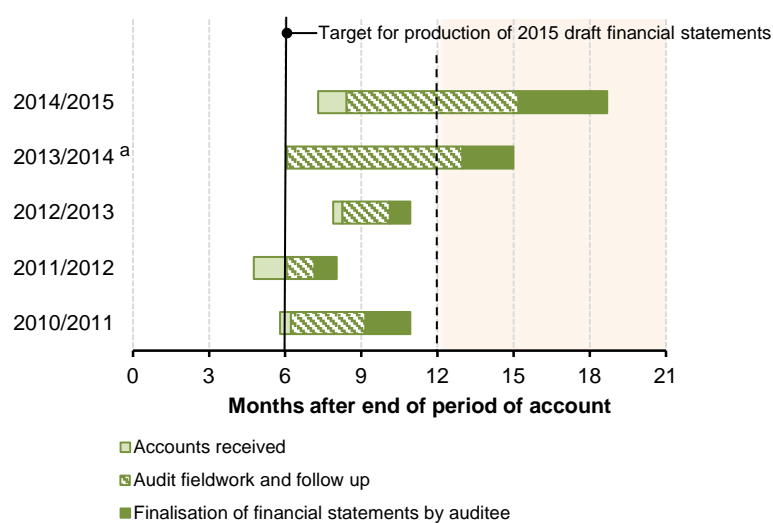 Target for production of 2015 draft financial statements
2014/2015
2013/2014 a
2012/2013
2011/2012
2010/2011
0 3 6 9 12 15 18 21
Months after end of period of account
Accounts received
Audit fieldwork and follow up
Finalisation of financial statements by auditee